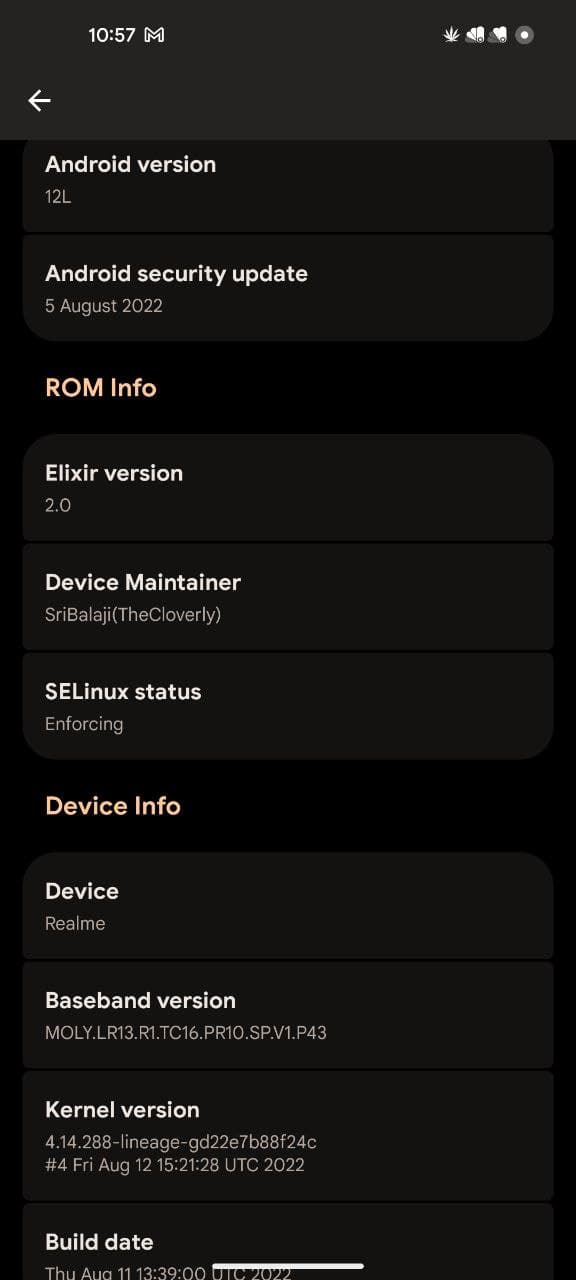 10:57
Android version
12L
Android security update
5 August 2022
ROM Info
Elixir version
2.0
Device Maintainer
SriBalaji(TheCloverly)
SELinux status
Enforcing
Device Info
Device
Realme
Baseband version
MOLY.LR13.R1.TC16.PR10.SP.V1.P43
Kernel version
4.14.288-lineage-gd22e7b88f24c
#4 Fri Aug 12 15:21:28 UTC 2022
Build date
Thu Aug 11 13:39:00 UTC 2022